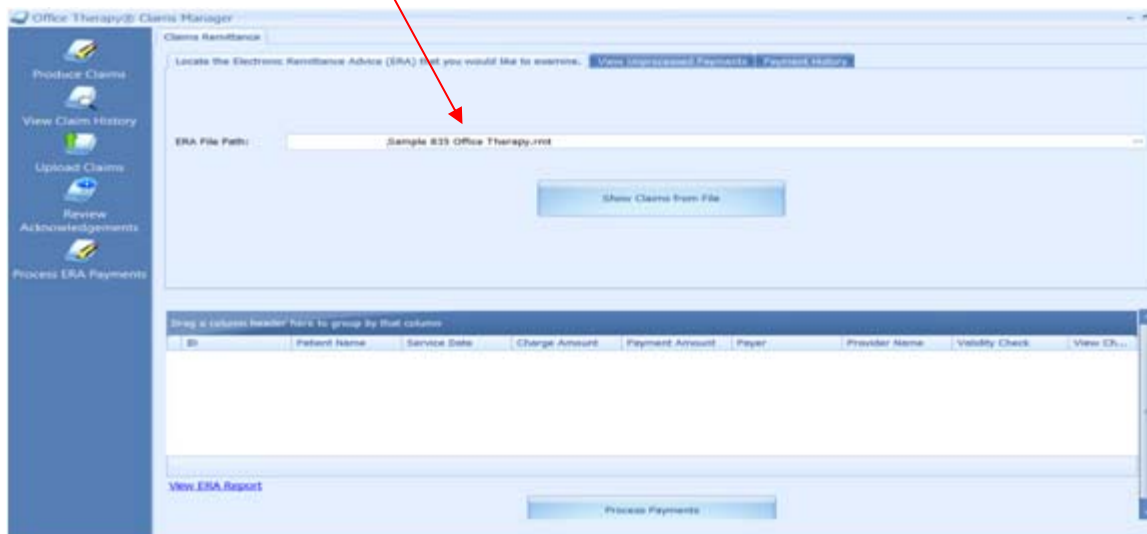 Office Therapy® Claims Manager
Produce Claims
View Claim History
Upload Claims
Review
Acknowledgements
Process ERA Payments
Claims Remittance
Locate the Electronic Remittance Advice (ERA) that you would like to examine. View Unprocessed Payments Payment History
ERA File Path: Sample 835 Office Therapy.rmt
Show Claims from File
Drag a column header here to group by that column
ID Patient Name Service Date Charge Amount Payment Amount Payer Provider Name Validity Check View Ch...
View ERA Report
Process Payments